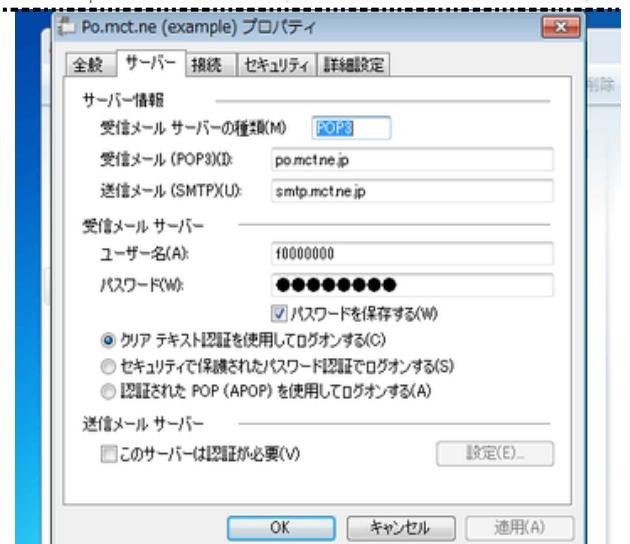 Po.mct.ne (example) プロパティ
全般 サーバー 接続 セキュリティ 詳細設定
削除
サーバー情報
受信メール サーバーの種類(M) POP3
受信メール (POP3)(I): po.mct.ne.jp
送信メール (SMTP)(U): smtp.mct.ne.jp
受信メール サーバー
ユーザー名(A): f0000000
パスワード(W): ●●●●●●●●
パスワードを保存する(W)
クリア テキスト認証を使用してログオンする(C)
セキュリティで保護されたパスワード認証でログオンする(S)
認証された POP (APOP) を使用してログオンする(A)
送信メール サーバー
このサーバーは認証が必要(V) 設定(E)...
OK キャンセル 適用(A)